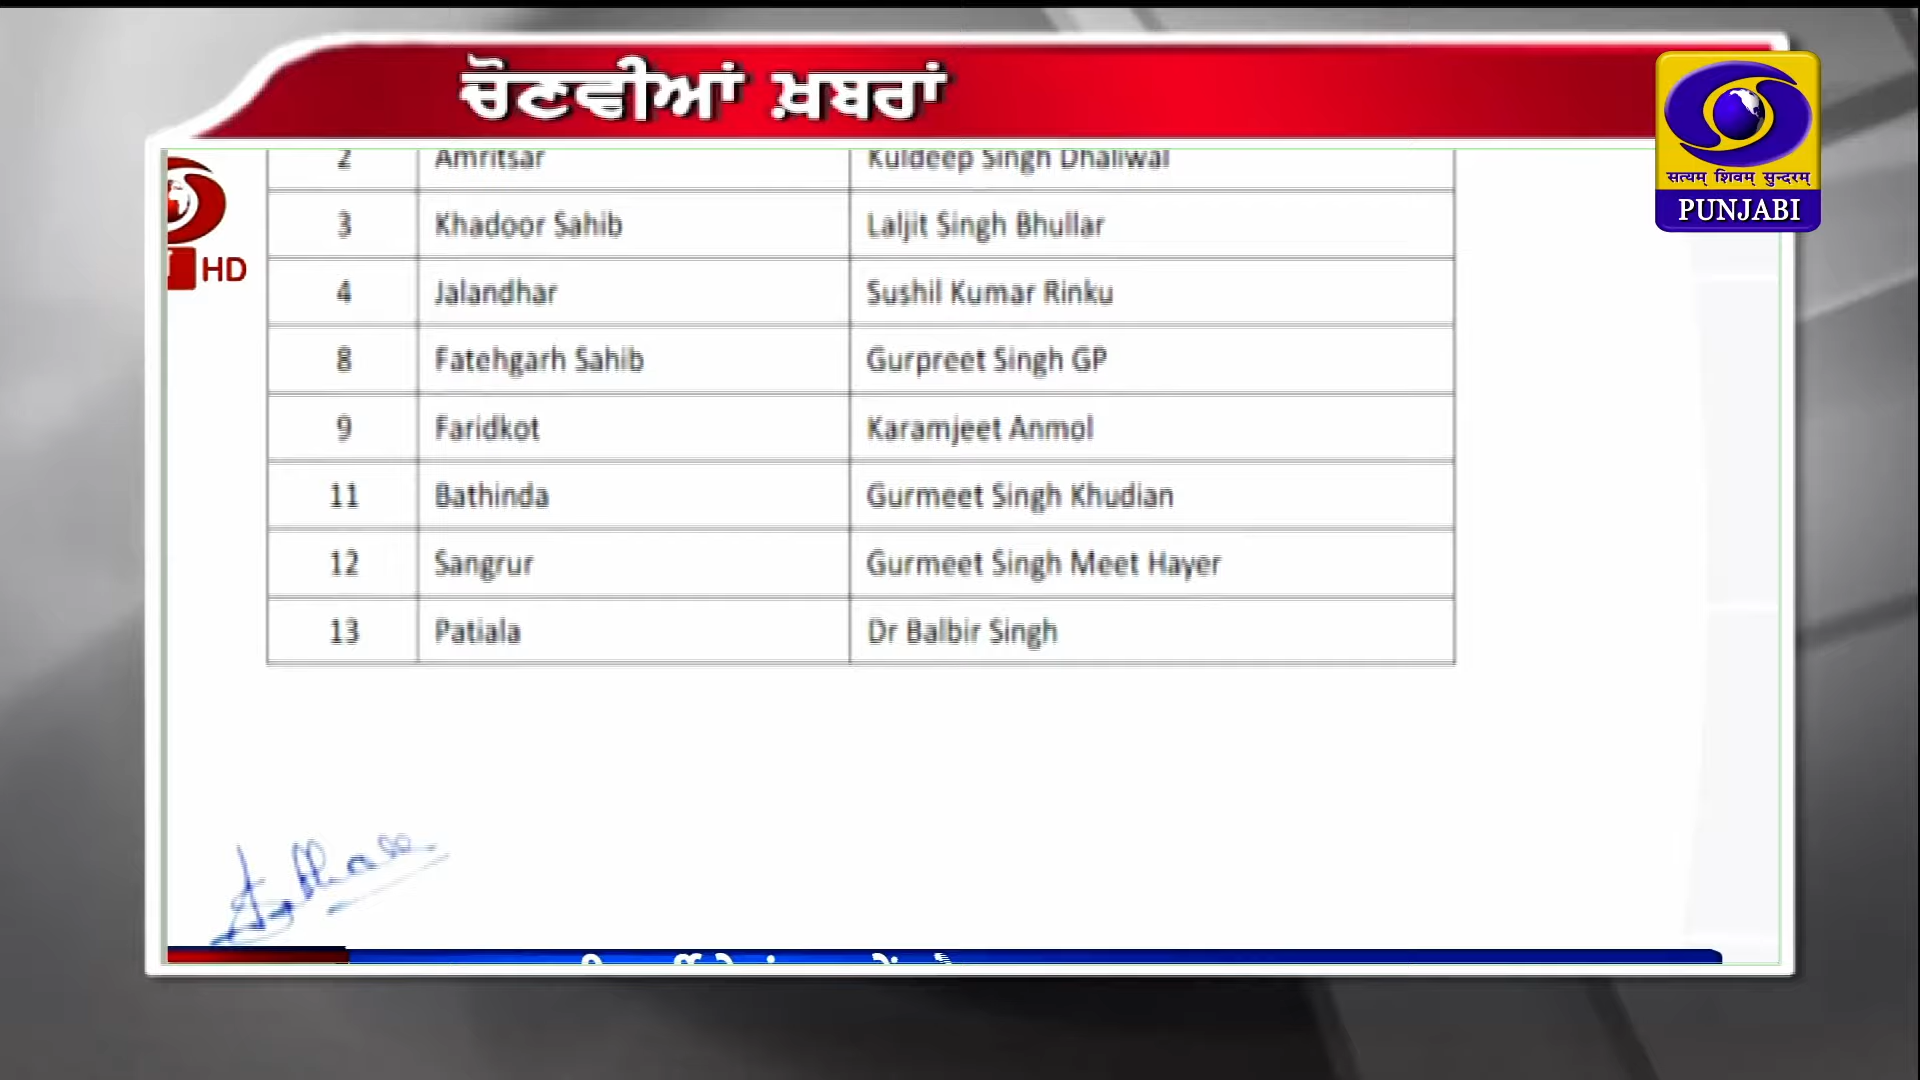 ਚੋਣਵੀਆਂ ਖ਼ਬਰਾਂ
सत्यम् शिवम् सुन्दरम्
PUNJABI
HD
2 Amritsar Kuldeep Singh Dhaliwal
3 Khadoor Sahib Laljit Singh Bhullar
4 Jalandhar Sushil Kumar Rinku
8 Fatehgarh Sahib Gurpreet Singh GP
9 Faridkot Karamjeet Anmol
11 Bathinda Gurmeet Singh Khudian
12 Sangrur Gurmeet Singh Meet Hayer
13 Patiala Dr Balbir Singh